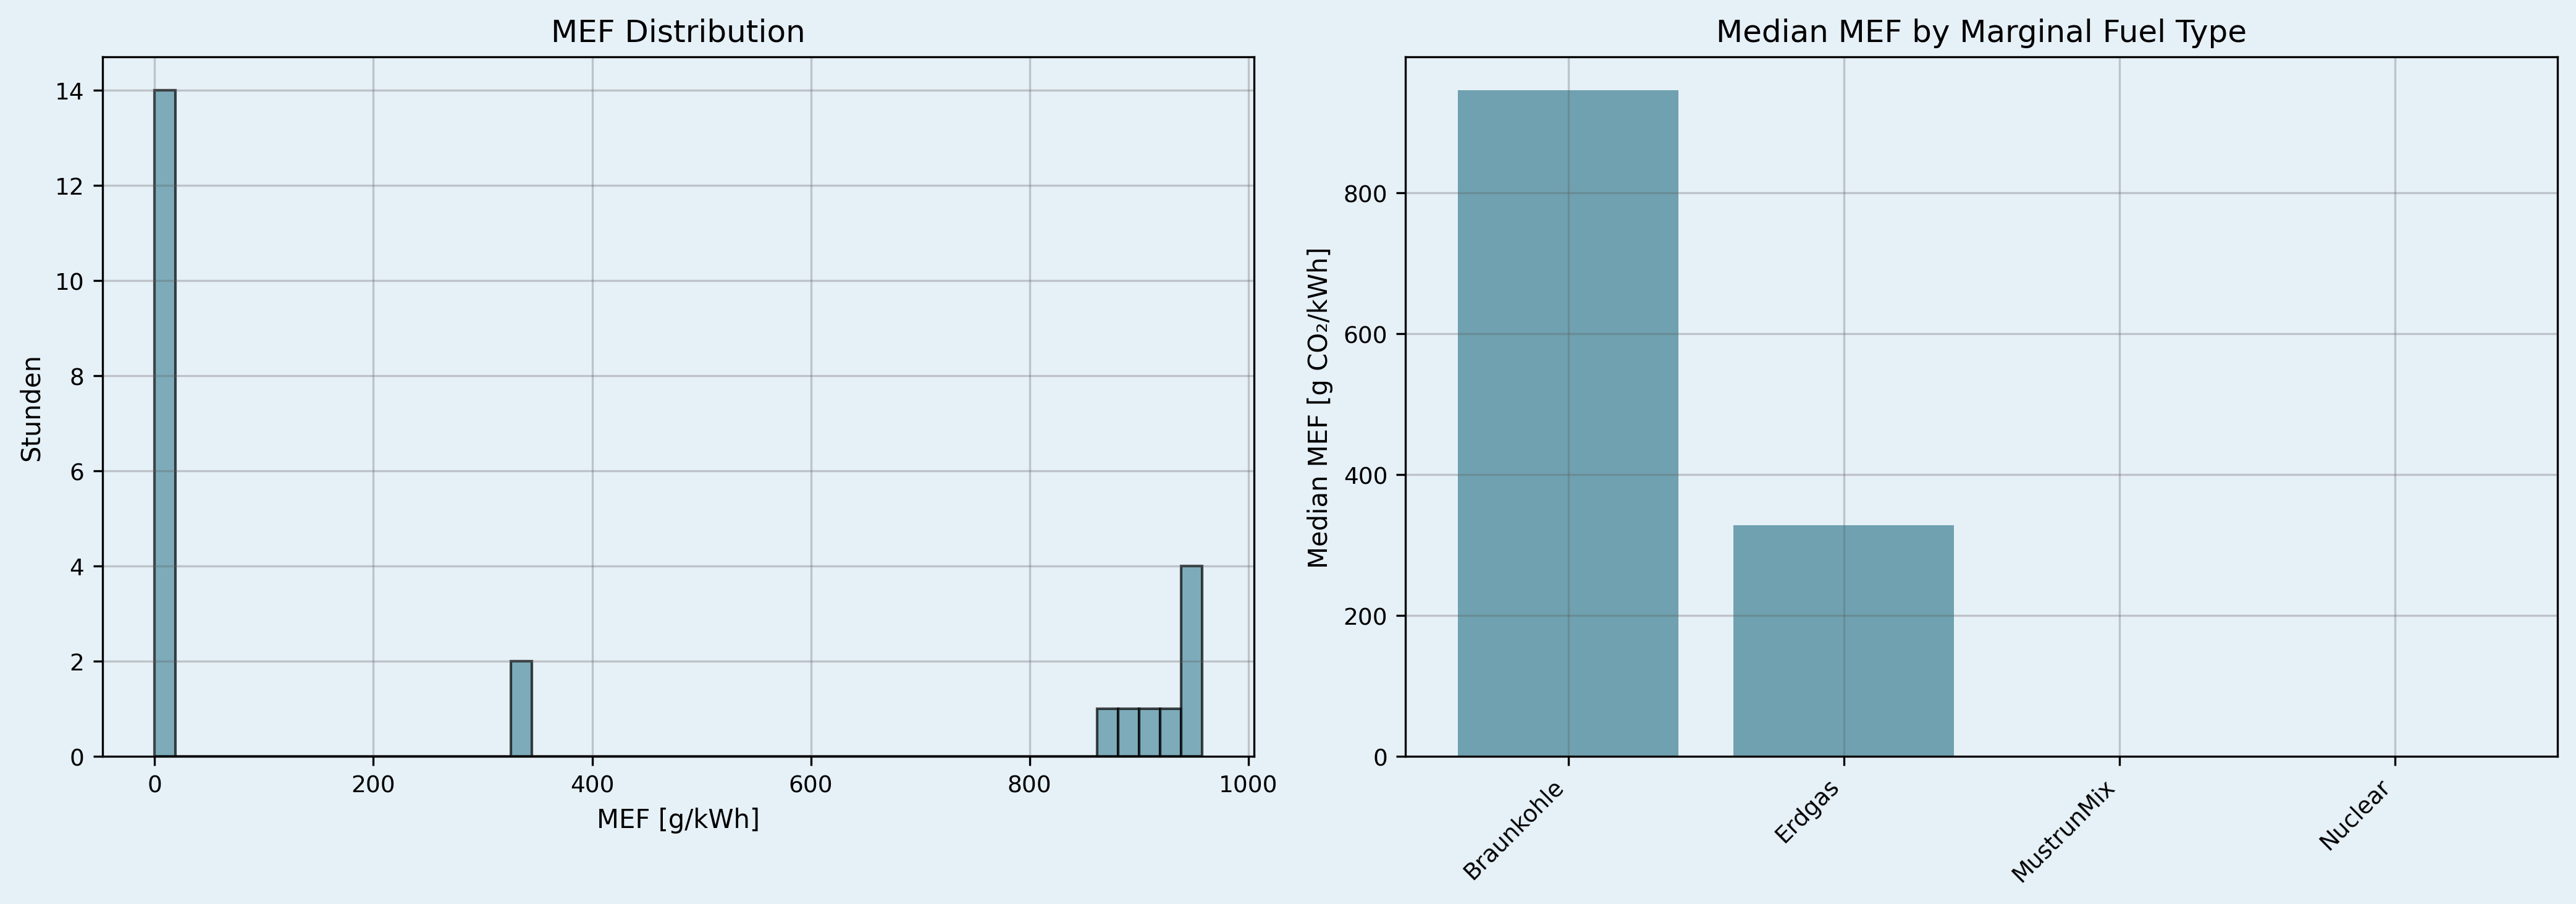 MEF Distribution
Stunden
14
12
10
8
6
4
2
0
0 200 400 600 800 1000
MEF [g/kWh]
Median MEF by Marginal Fuel Type
Median MEF [g CO₂/kWh]
800
600
400
200
0
Braunkohle
Erdgas
MustrunMix
Nuclear